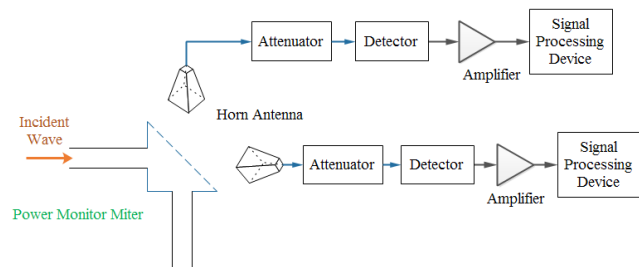 Attenuator
Detector
Amplifier
Signal
Processing
Device
Horn Antenna
Incident
Wave
Attenuator
Detector
Amplifier
Signal
Processing
Device
Power Monitor Miter